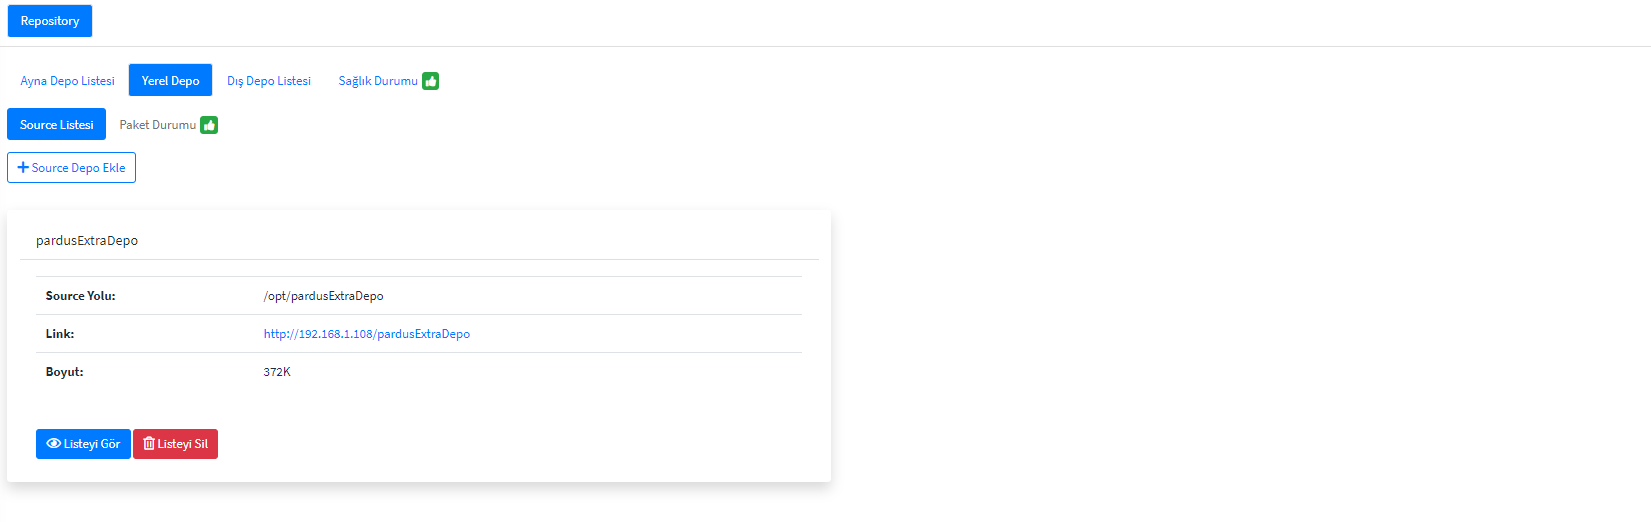 Repository
Ayna Depo Listesi Yerel Depo Dış Depo Listesi Sağlık Durumu
Source Listesi Paket Durumu
Source Depo Ekle
pardusExtraDepo
Source Yolu: /opt/pardusExtraDepo
Link: http://192.168.1.108/pardusExtraDepo
Boyut: 372K
Listeyi Gör Listeyi Sil